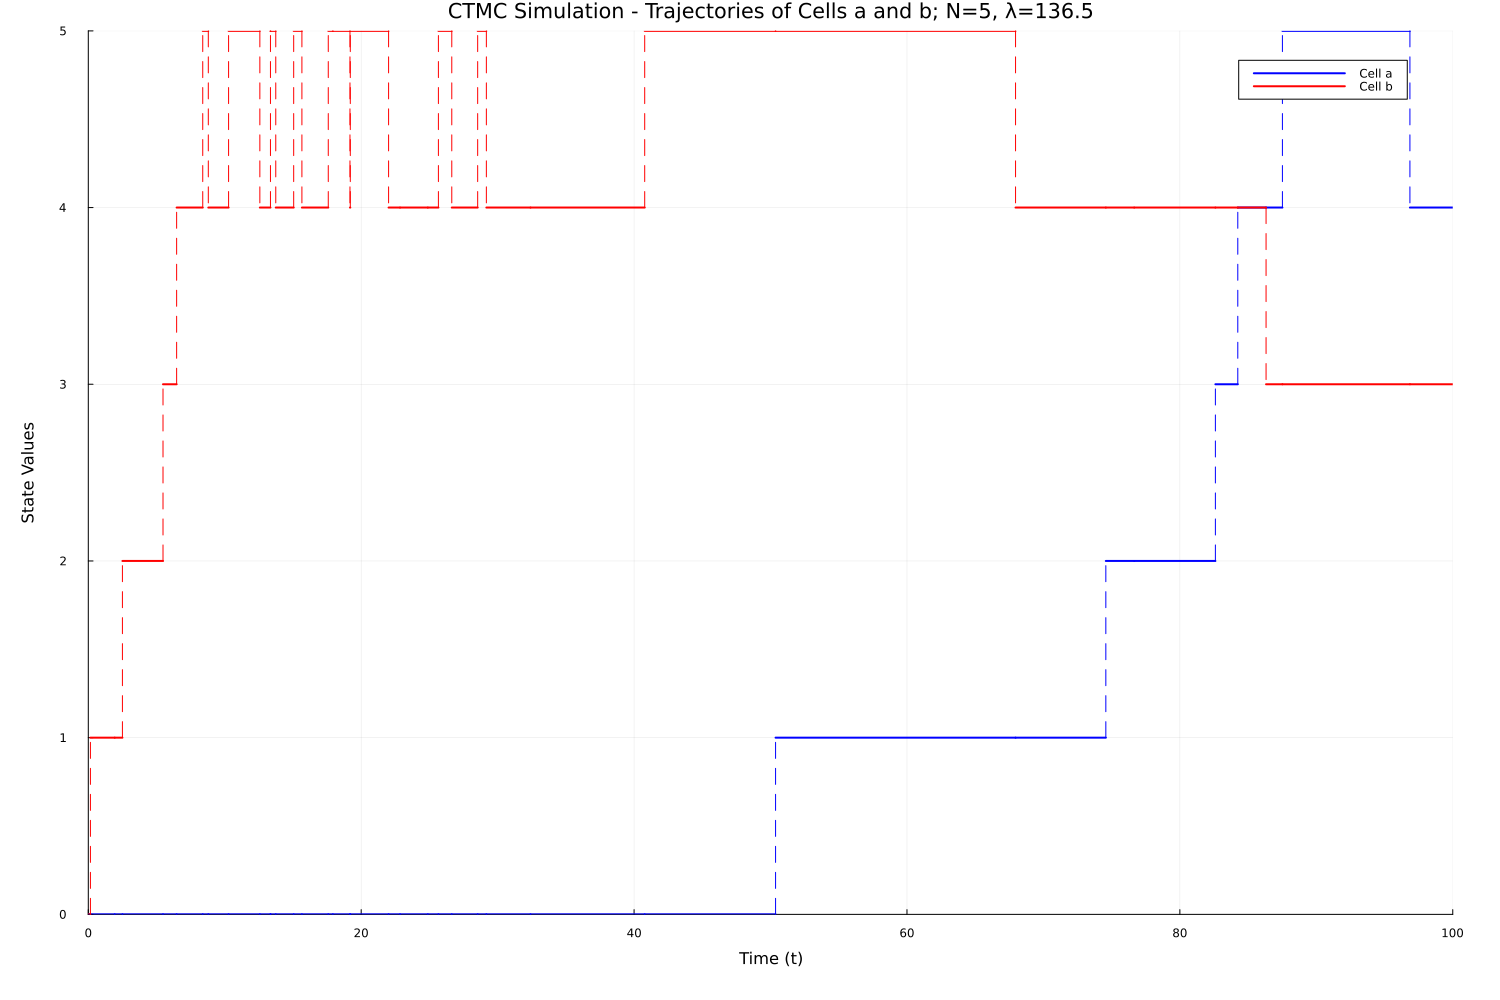 CTMC Simulation - Trajectories of Cells a and b; N=5, λ=136.5
5
Cell a
Cell b
4
3
State Values
2
1
0
0 20 40 60 80 100
Time (t)